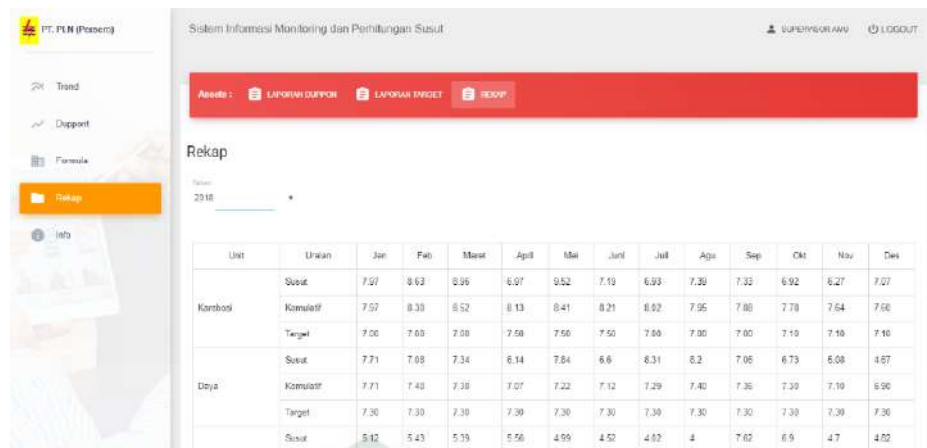 PT. PLN (Persero)
Sistem Informasi Monitoring dan Perhitungan Susut
SUPERVISOR
LOGOUT
Trend
Duppont
Formula
Rekap
Info
Assets :
LAPORAN DUPPON
LAPORAN TARGET
REKAP
Rekap
Tahun
2018
Unit Uraian Jan Feb Maret April Mei Juni Juli Agu Sep Okt Nov Des
Susut 7.97 8.63 8.96 6.97 9.52 7.19 6.93 7.39 7.33 6.92 6.27 7.07
Karebosi Komulatif 7.97 8.30 8.52 8.13 8.41 8.21 8.02 7.95 7.88 7.78 7.64 7.60
Target 7.00 7.00 7.00 7.50 7.50 7.50 7.00 7.00 7.00 7.10 7.10 7.10
Susut 7.71 7.08 7.34 6.14 7.84 6.6 8.31 8.2 7.06 6.73 5.08 4.67
Daya Komulatif 7.71 7.40 7.38 7.07 7.22 7.12 7.29 7.40 7.36 7.30 7.10 6.90
Target 7.30 7.30 7.30 7.30 7.30 7.30 7.30 7.30 7.30 7.30 7.30 7.30
Susut 5.12 5.43 5.39 5.56 4.99 4.52 4.02 4 7.62 6.9 4.7 4.82